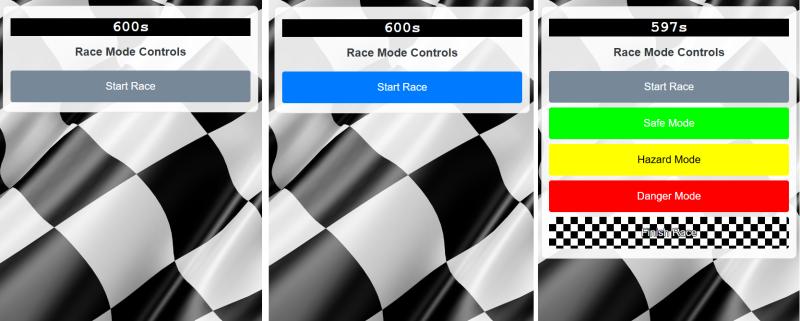 600s
Race Mode Controls
Start Race
600s
Race Mode Controls
Start Race
597s
Race Mode Controls
Start Race
Safe Mode
Hazard Mode
Danger Mode
Finish Race